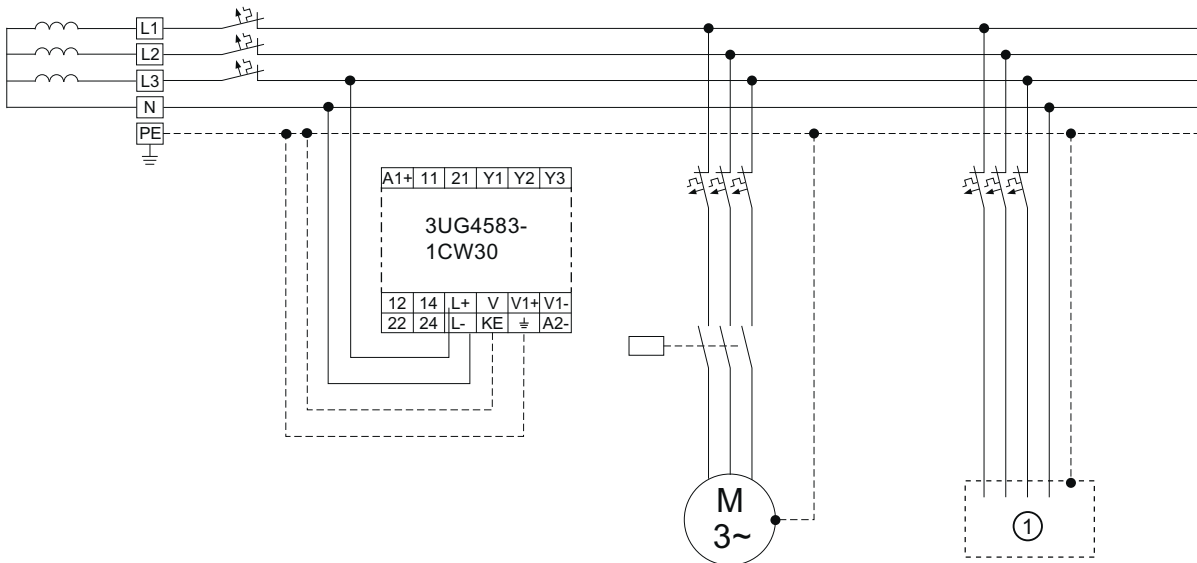 L1
L2
L3
N
PE
A1+ 11 21 Y1 Y2 Y3
3UG4583-
1CW30
12 14 L+ V V1+ V1-
22 24 L- KE ⏚ A2-
M
3~
①